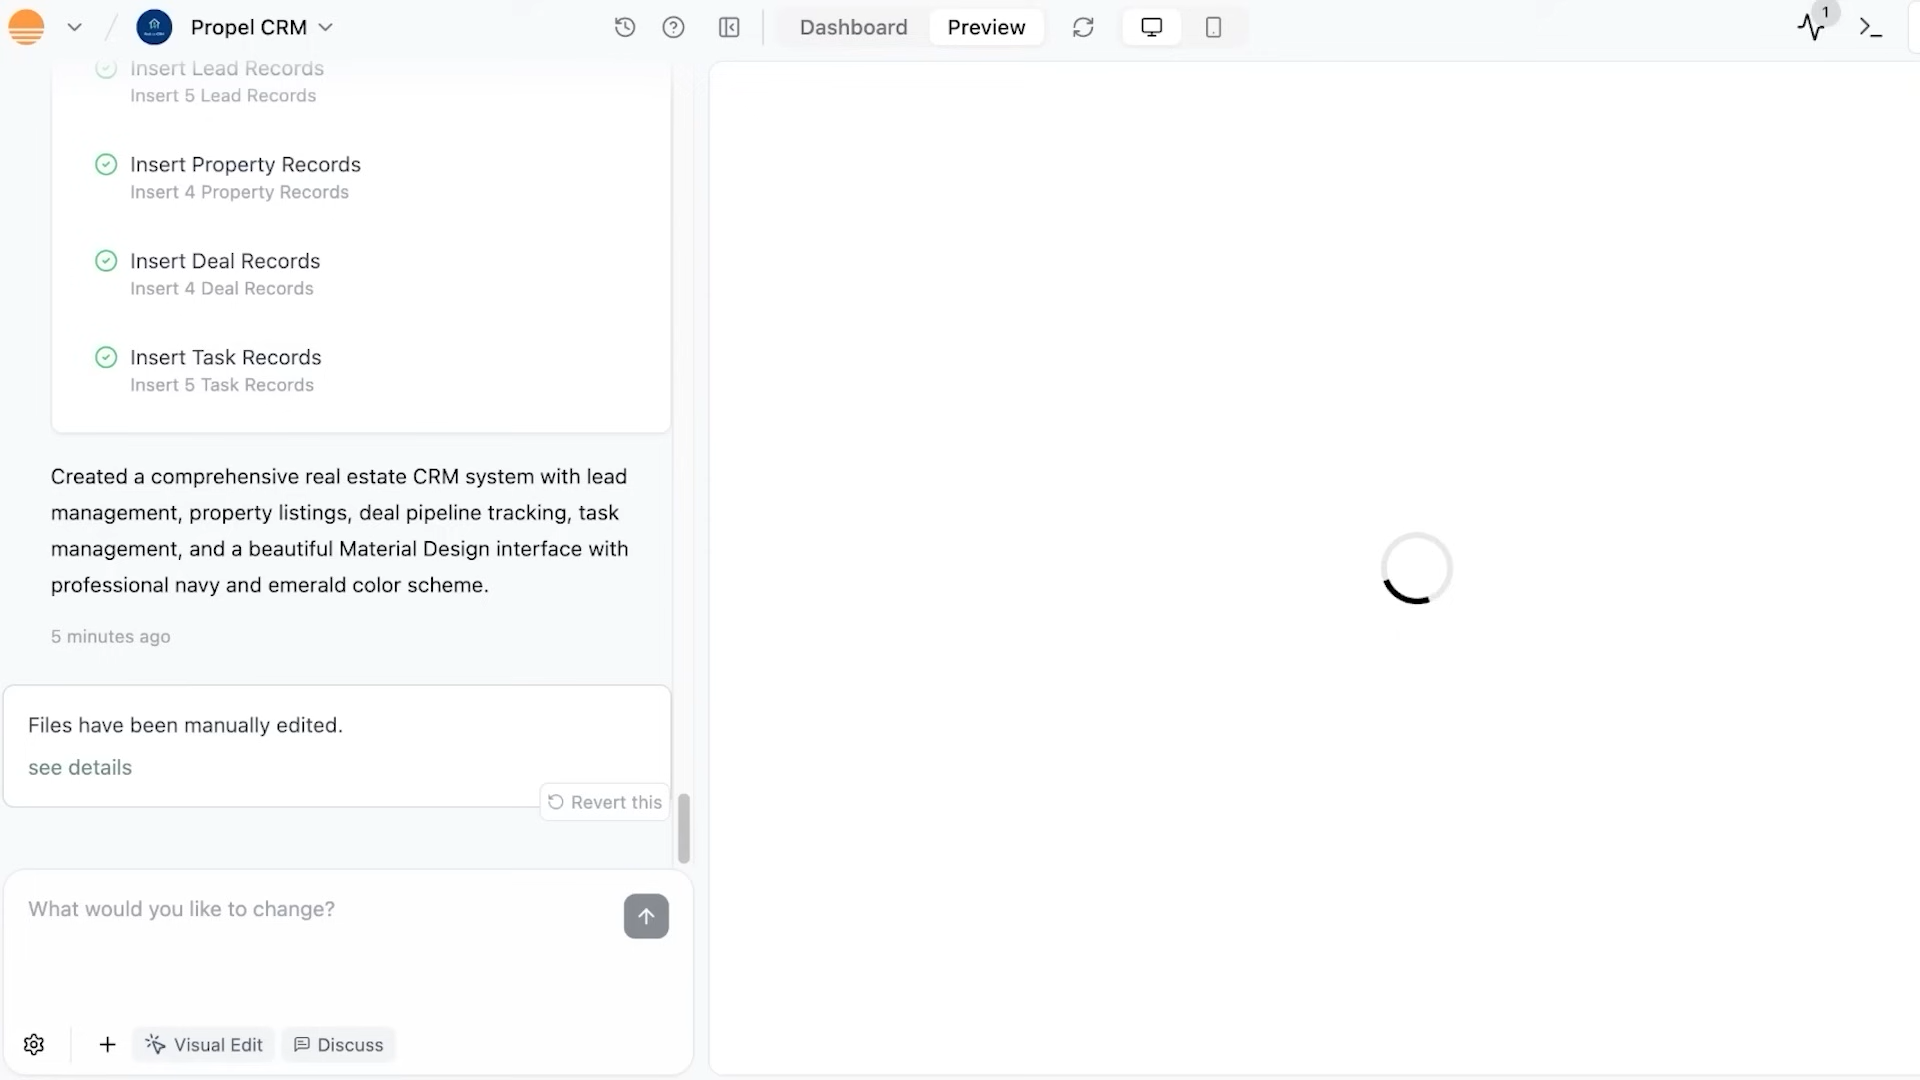 Propel CRM
Dashboard
Preview
1
Insert Lead Records
Insert 5 Lead Records
Insert Property Records
Insert 4 Property Records
Insert Deal Records
Insert 4 Deal Records
Insert Task Records
Insert 5 Task Records
Created a comprehensive real estate CRM system with lead
management, property listings, deal pipeline tracking, task
management, and a beautiful Material Design interface with
professional navy and emerald color scheme.
5 minutes ago
Files have been manually edited.
see details
Revert this
What would you like to change?
Visual Edit
Discuss